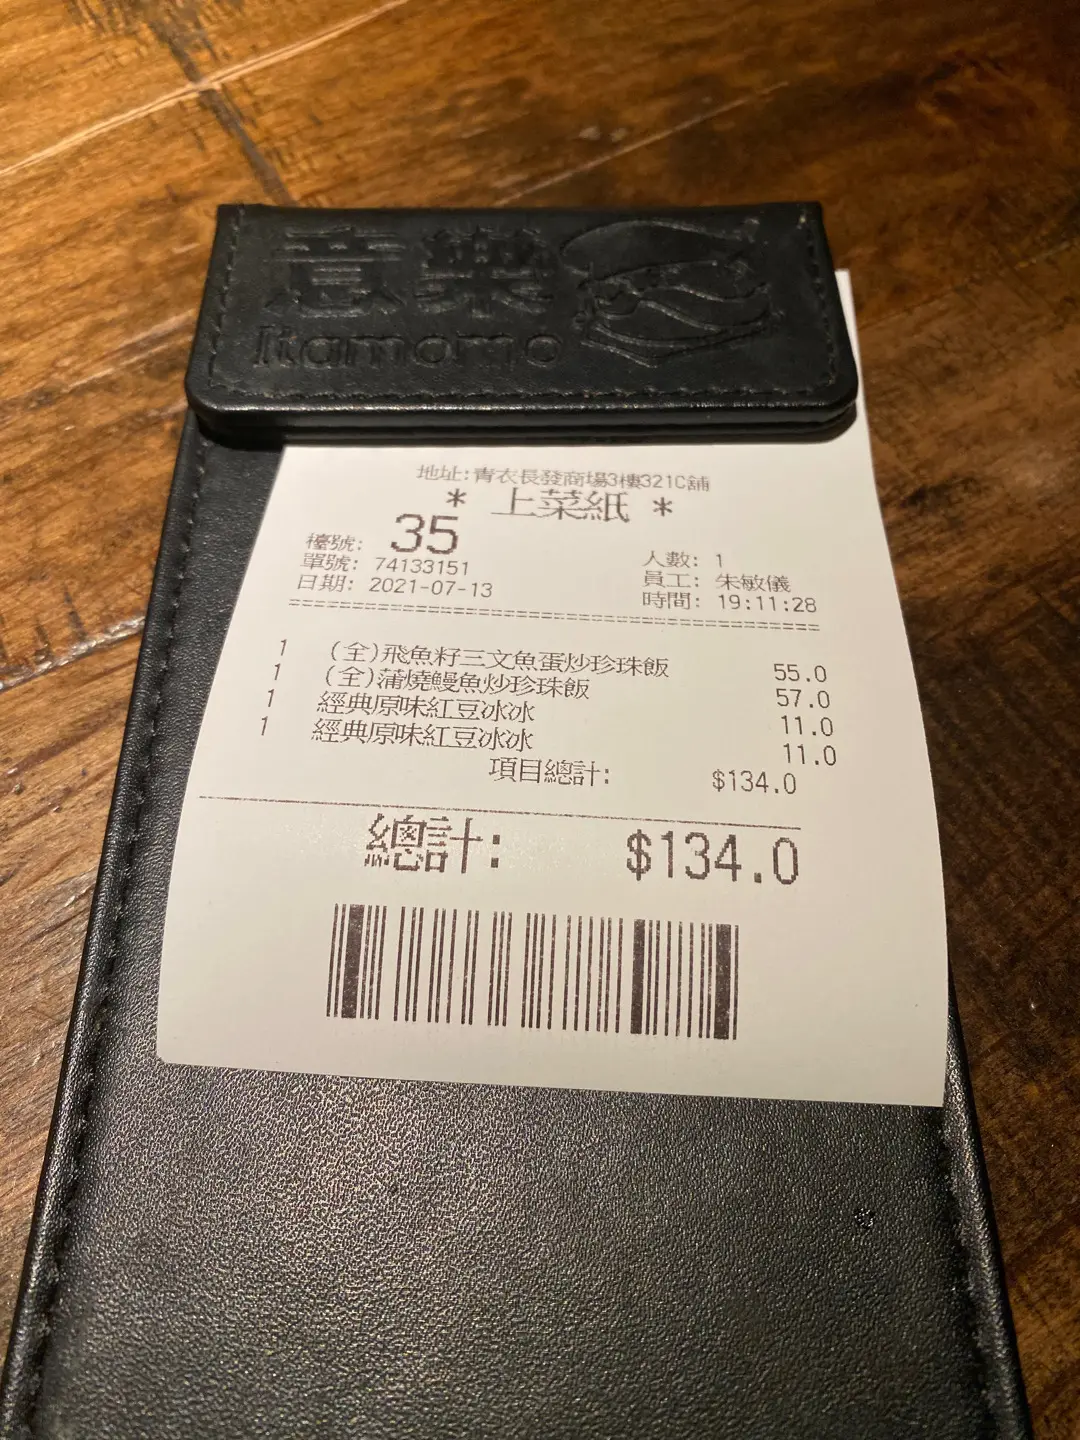 意樂
Itamomo
地址:青衣長發商場3樓321C舖
* 上菜紙 *
檯號: 35
人數: 1
單號: 74133151
員工: 朱敏儀
日期: 2021-07-13
時間: 19:11:28
1 (全)飛魚籽三文魚蛋炒珍珠飯 55.0
1 (全)蒲燒鰻魚炒珍珠飯 57.0
1 經典原味紅豆冰冰 11.0
1 經典原味紅豆冰冰 11.0
項目總計: $134.0
總計: $134.0